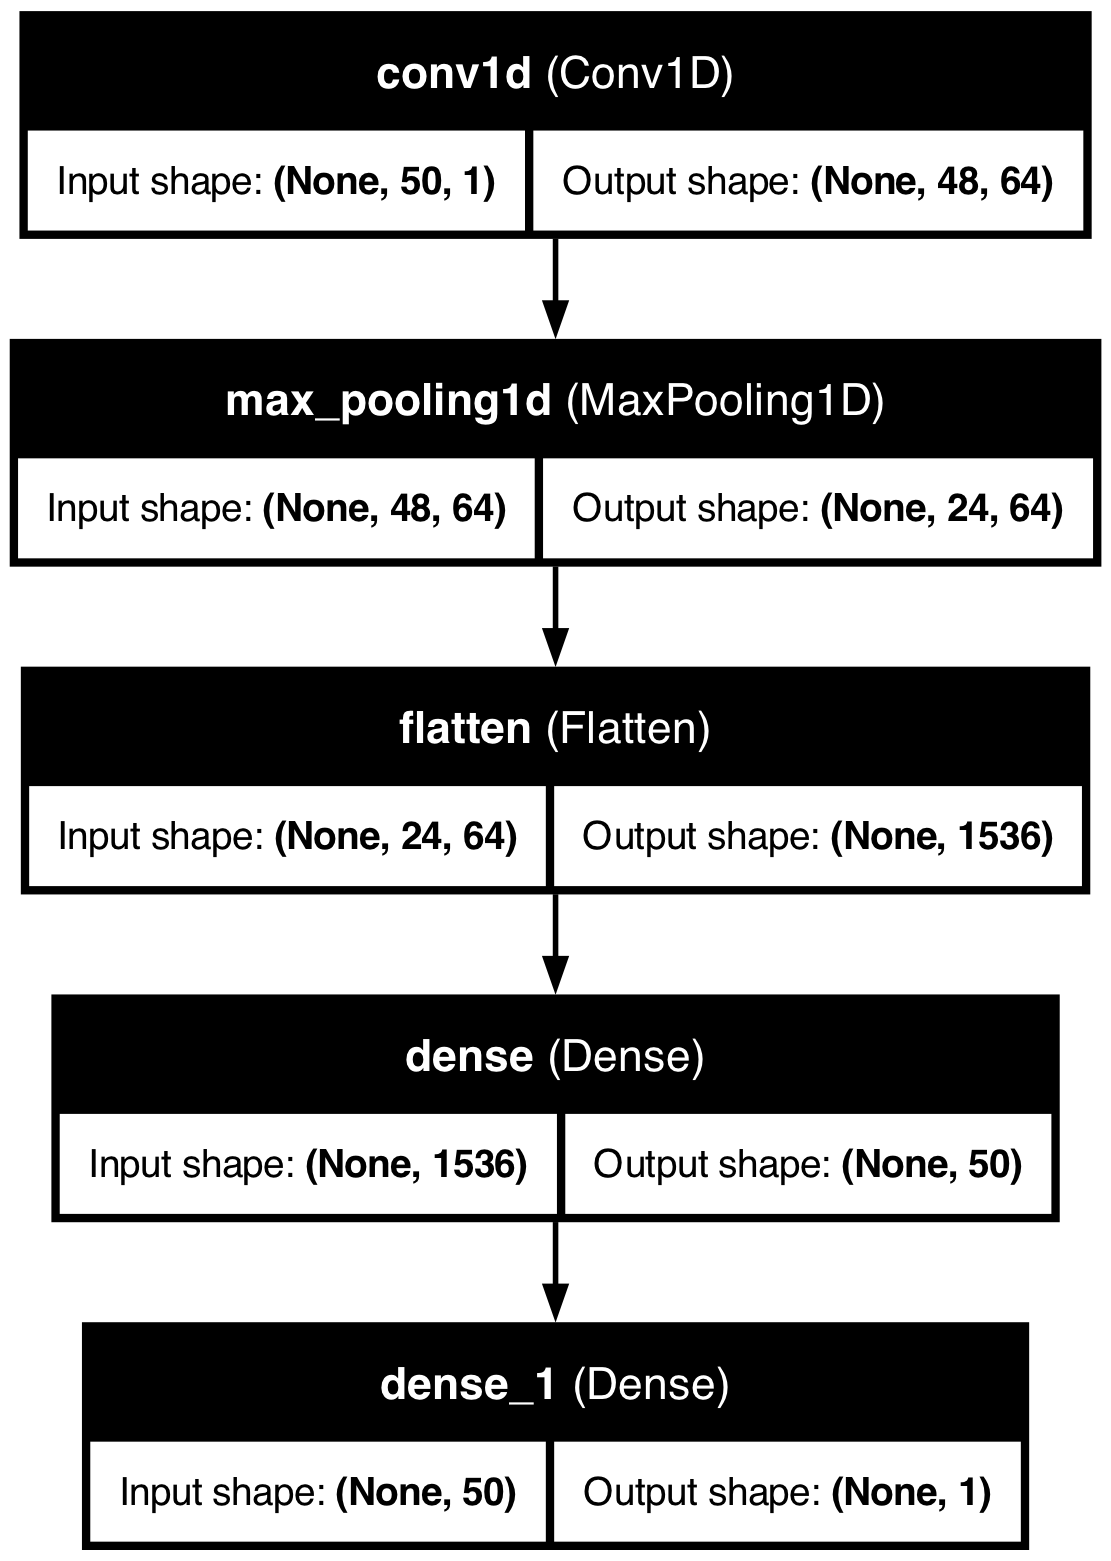 conv1d (Conv1D)
Input shape: (None, 50, 1) Output shape: (None, 48, 64)
max_pooling1d (MaxPooling1D)
Input shape: (None, 48, 64) Output shape: (None, 24, 64)
flatten (Flatten)
Input shape: (None, 24, 64) Output shape: (None, 1536)
dense (Dense)
Input shape: (None, 1536) Output shape: (None, 50)
dense_1 (Dense)
Input shape: (None, 50) Output shape: (None, 1)